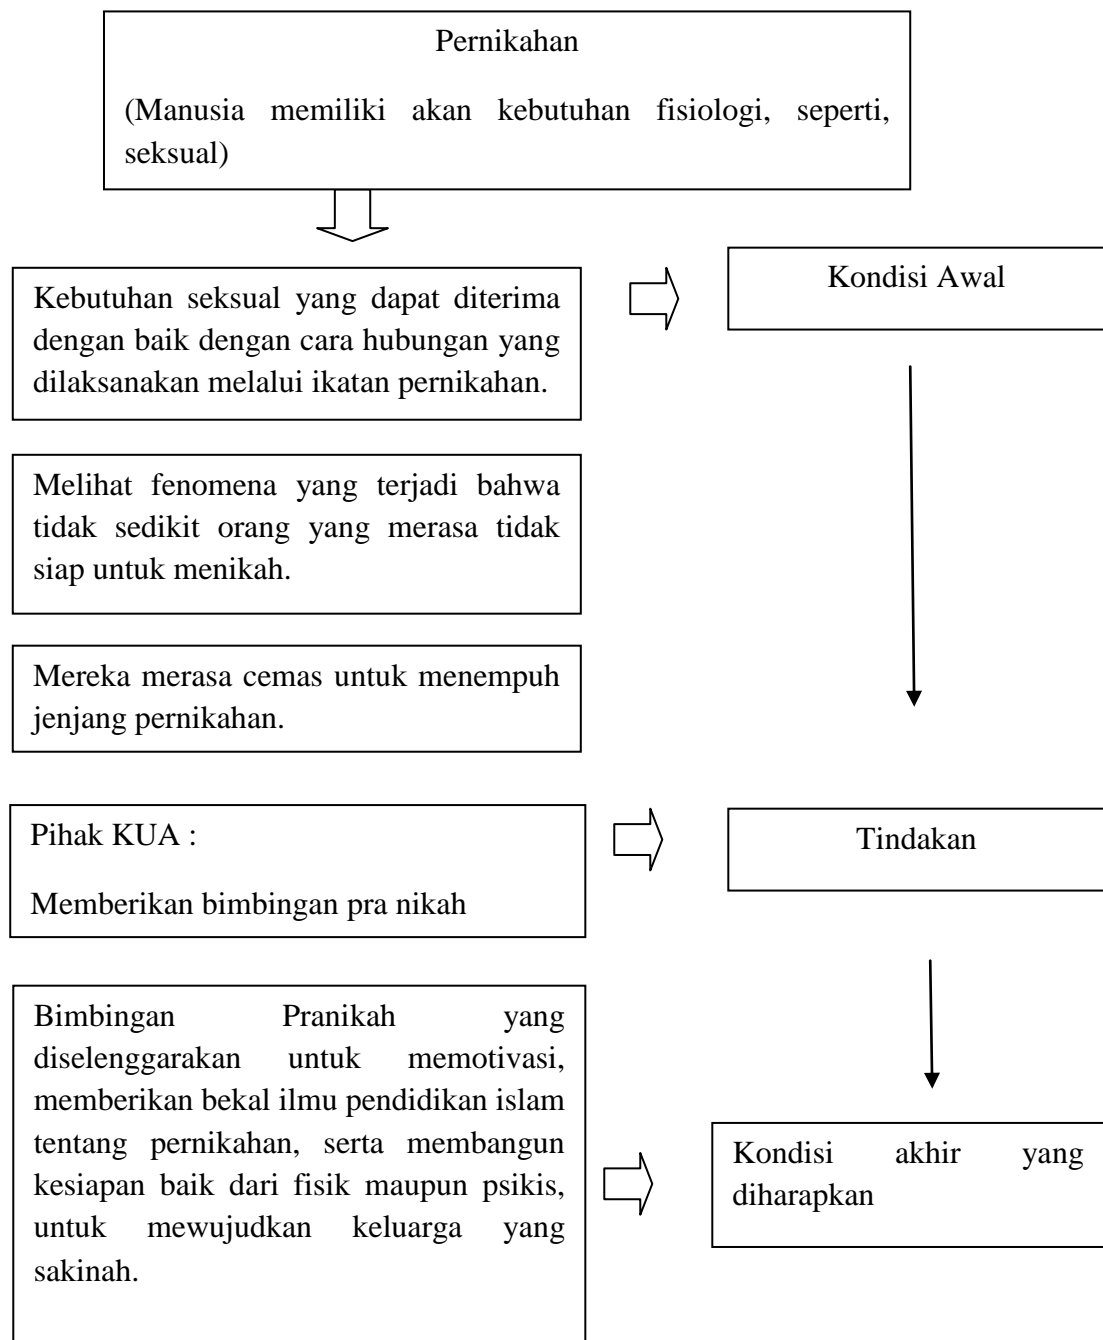 Pernikahan
(Manusia memiliki akan kebutuhan fisiologi, seperti,
seksual)
Kebutuhan seksual yang dapat diterima
dengan baik dengan cara hubungan yang
dilaksanakan melalui ikatan pernikahan.
Kondisi Awal
Melihat fenomena yang terjadi bahwa
tidak sedikit orang yang merasa tidak
siap untuk menikah.
Mereka merasa cemas untuk menempuh
jenjang pernikahan.
Pihak KUA :
Memberikan bimbingan pra nikah
Tindakan
Bimbingan Pranikah yang
diselenggarakan untuk memotivasi,
memberikan bekal ilmu pendidikan islam
tentang pernikahan, serta membangun
kesiapan baik dari fisik maupun psikis,
untuk mewujudkan keluarga yang
sakinah.
Kondisi akhir yang
diharapkan